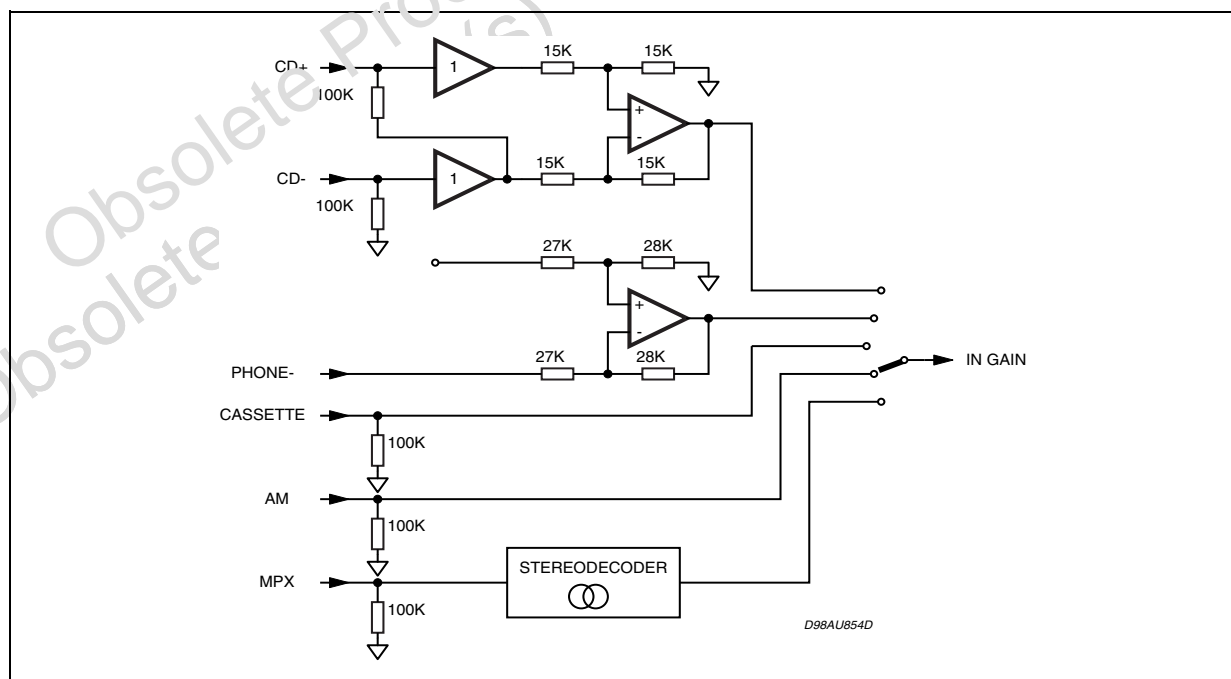 CD+
100K
1
15K
15K
+
-
CD-
100K
1
15K
15K
27K
28K
+
-
PHONE-
27K
28K
IN GAIN
CASSETTE
100K
AM
100K
MPX
STEREODECODER
100K
D98AU854D
Obsolete
(s)
Obsolete